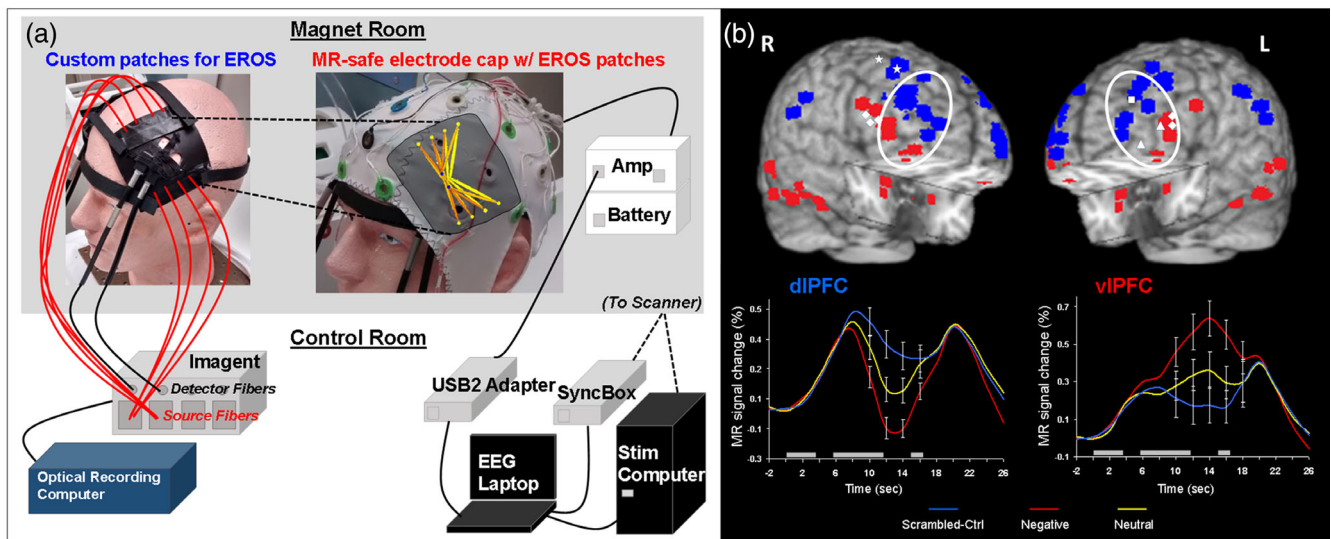 (a)
Magnet Room
Custom patches for EROS
MR-safe electrode cap w/ EROS patches
Amp
Battery
(To Scanner)
Control Room
Imagent
Detector Fibers
Source Fibers
Optical Recording
Computer
USB2 Adapter
SyncBox
EEG
Laptop
Stim
Computer
(b)
R
L
dlPFC
MR signal change (%)
0.5
0.3
0.2
0.0
-0.1
-0.3
-2 2 6 10 14 18 22 26
Time (sec)
vlPFC
MR signal change (%)
0.7
0.5
0.4
0.2
0.1
-0.1
-2 2 6 10 14 18 22 26
Time (sec)
Scrambled-Ctrl
Negative
Neutral